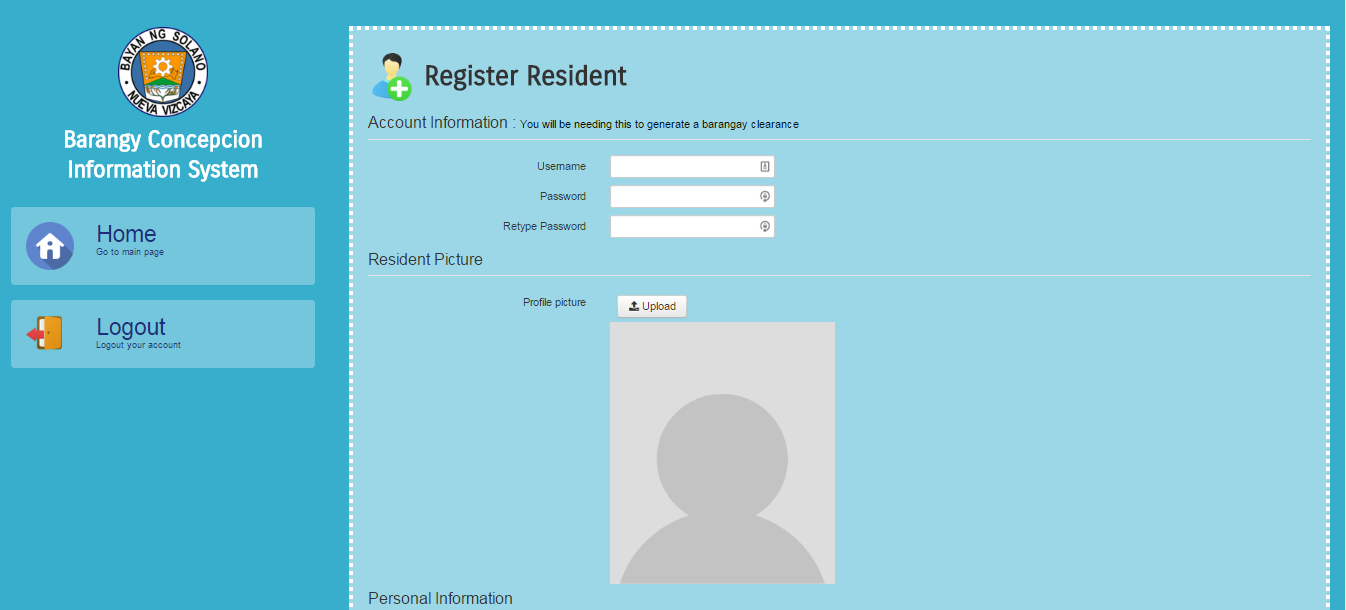 BAYAN NG SOLANO
NUEVA VIZCAYA
Barangy Concepcion
Information System
Home
Go to main page
Logout
Logout your account
Register Resident
Account Information : You will be needing this to generate a barangay clearance
Username
Password
Retype Password
Resident Picture
Profile picture
Upload
Personal Information